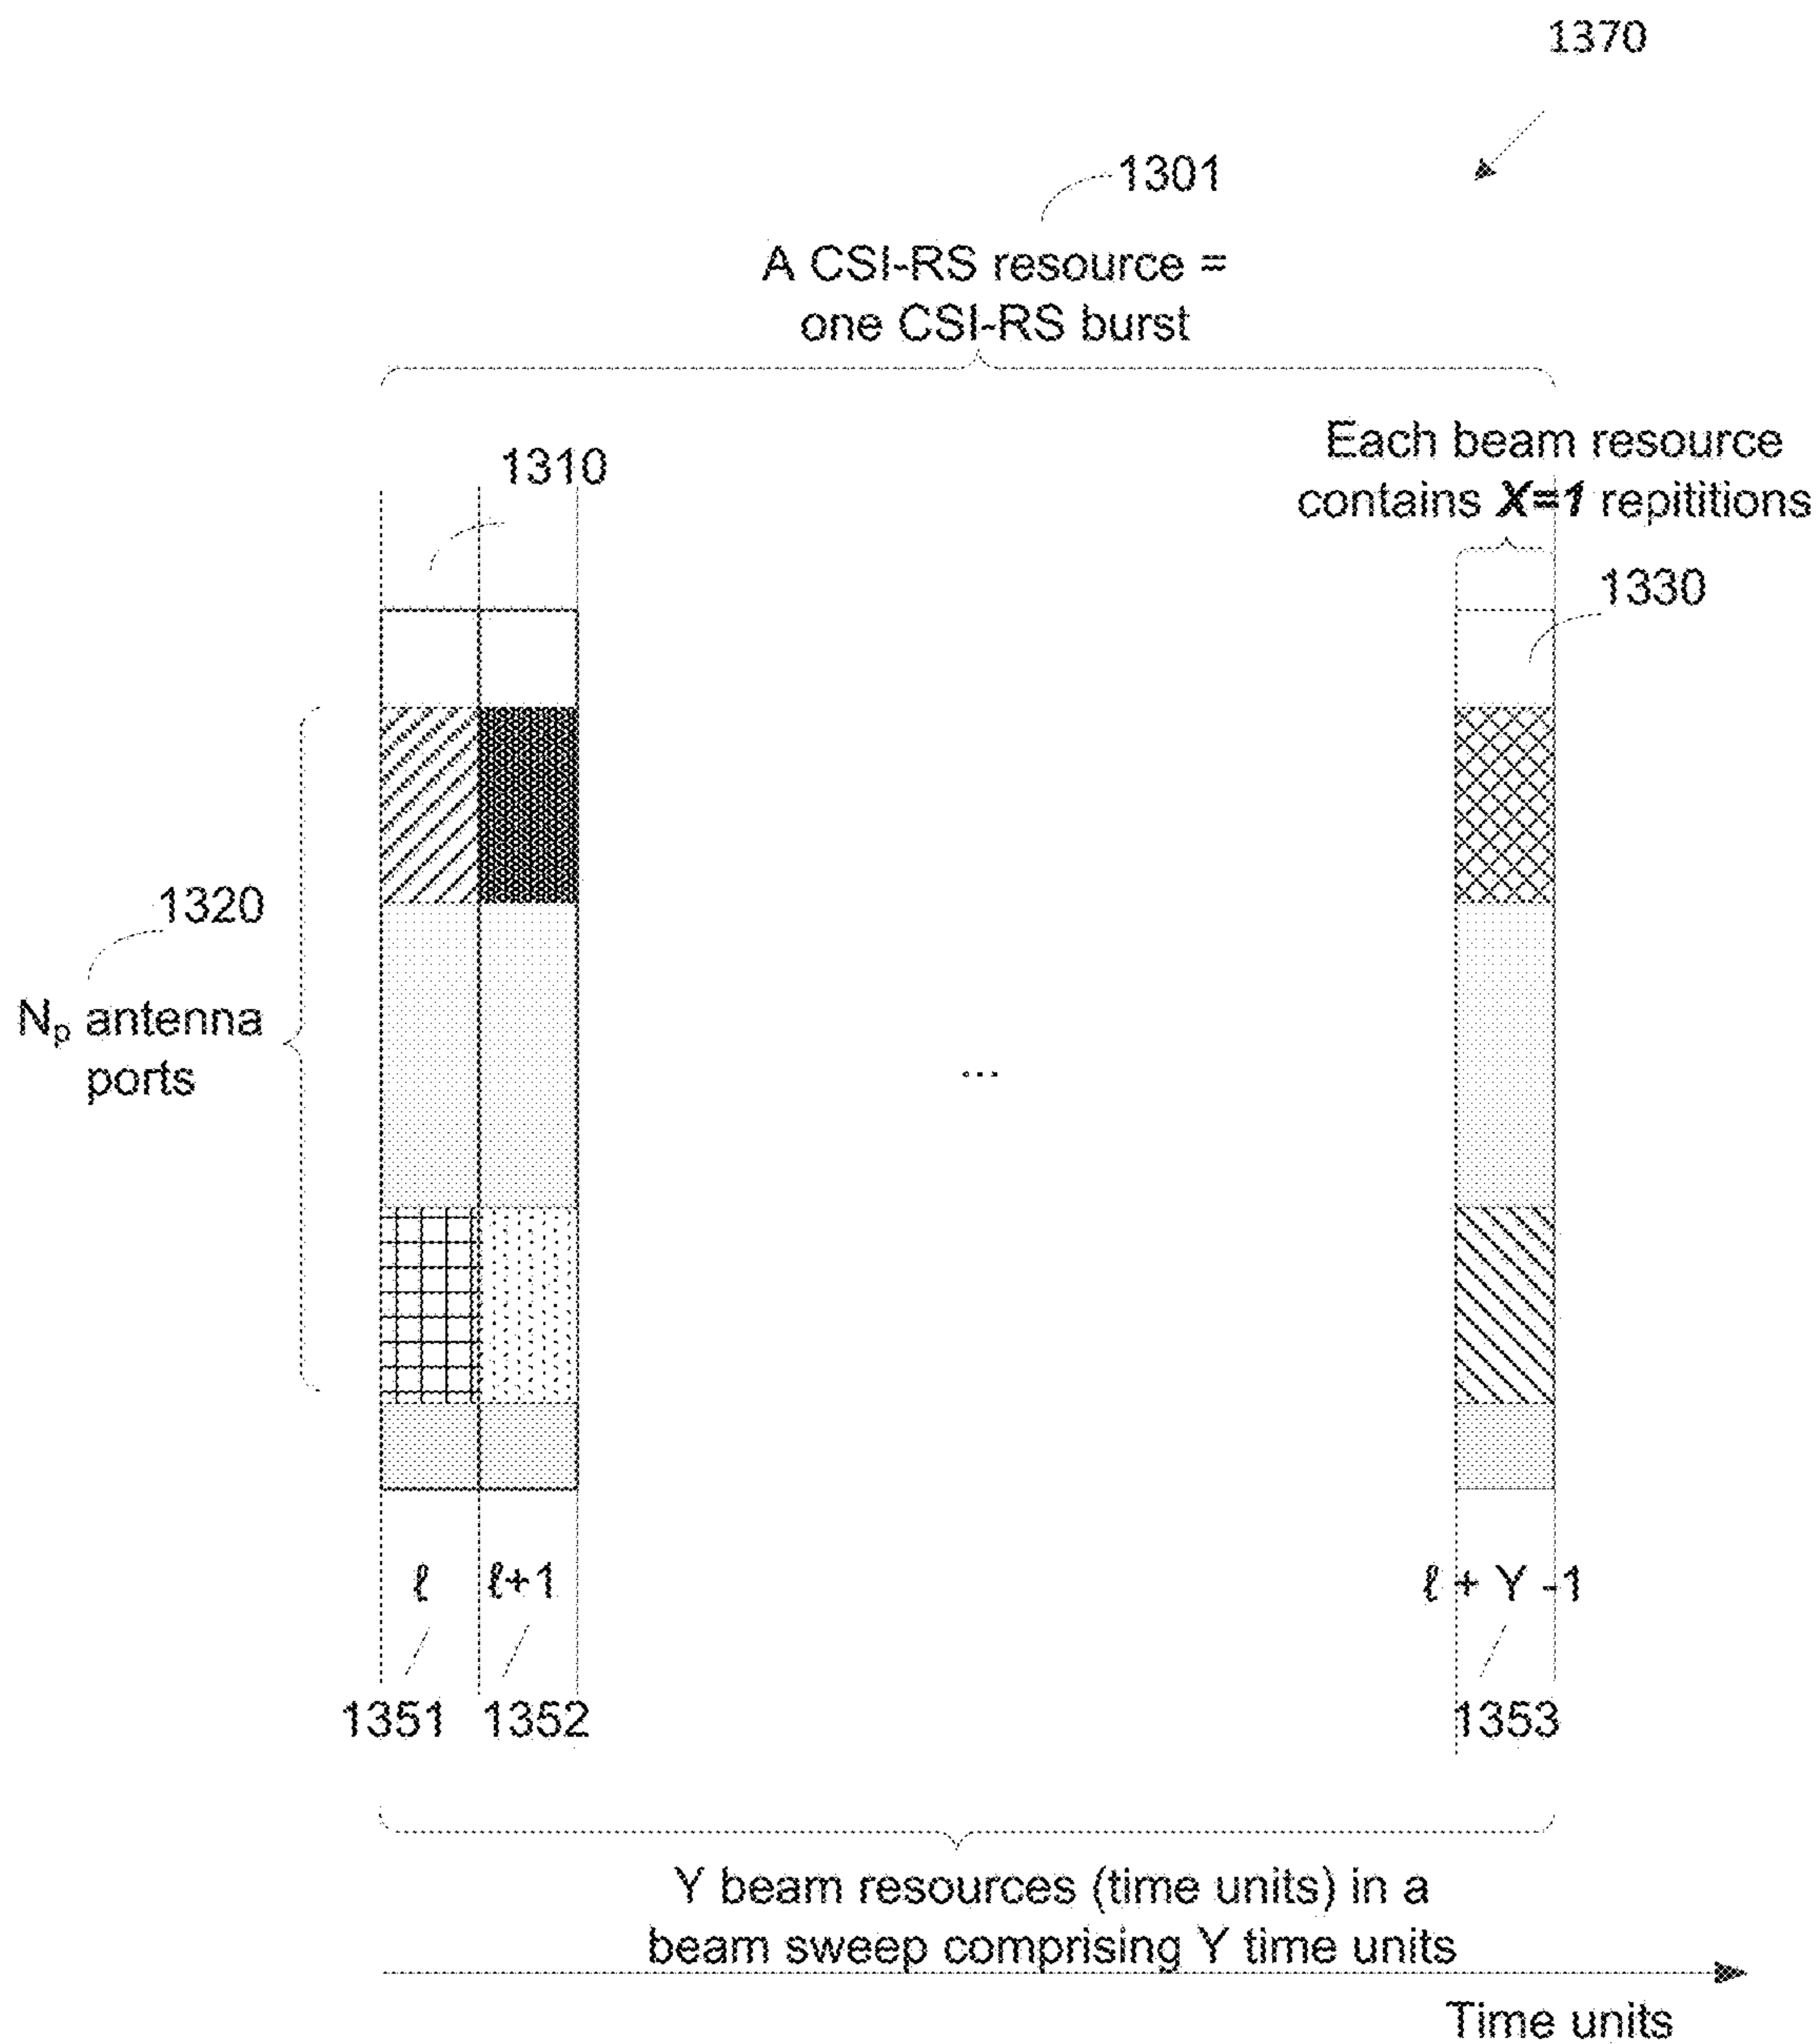 1370
1301
A CSI-RS resource =
one CSI-RS burst
Each beam resource
contains X=1 repititions
1310
1330
1320
Nₚ antenna
ports
...
ℓ ℓ+1 ℓ + Y -1
1351 1352 1353
Y beam resources (time units) in a
beam sweep comprising Y time units
Time units